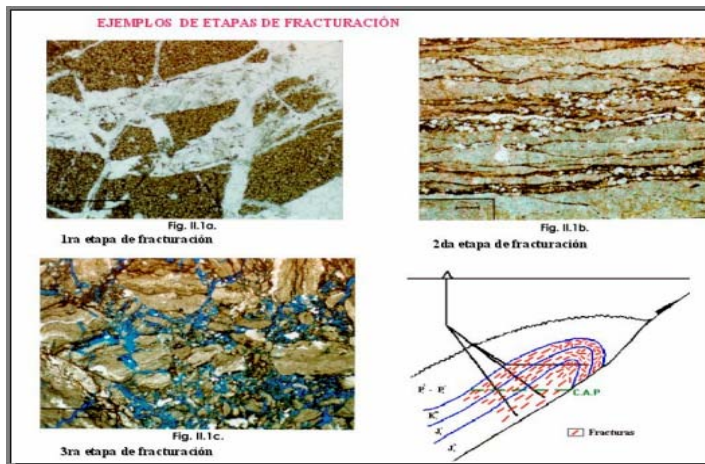 EJEMPLOS DE ETAPAS DE FRACTURACIÓN
Fig. II.1a.
1ra etapa de fracturación
Fig. II.1b.
2da etapa de fracturación
Fig. II.1c.
3ra etapa de fracturación
C.A.P
Fracturas